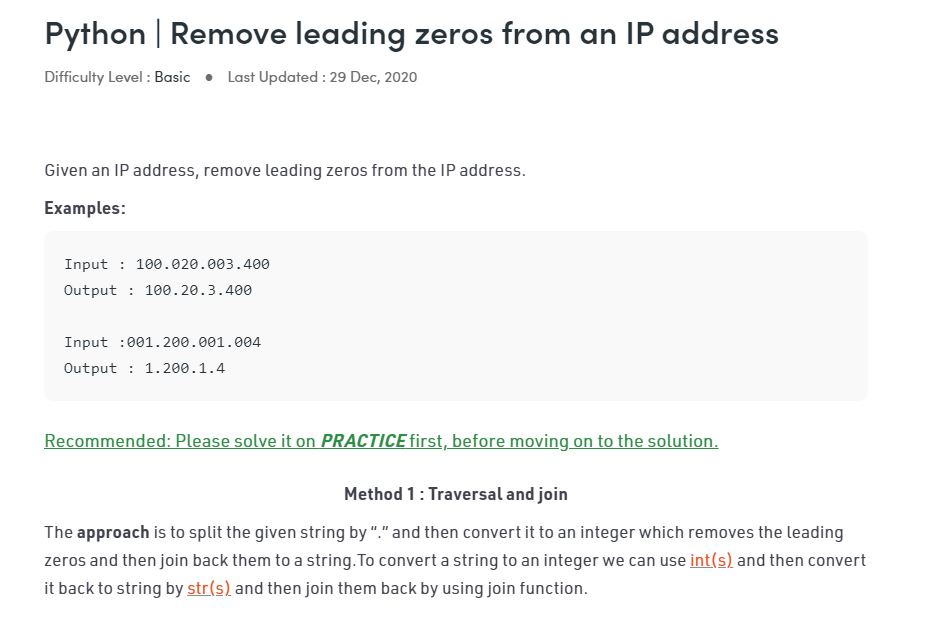 Python | Remove leading zeros from an IP address
Difficulty Level : Basic ● Last Updated : 29 Dec, 2020
Given an IP address, remove leading zeros from the IP address.
Examples:
Input : 100.020.003.400
Output : 100.20.3.400
Input :001.200.001.004
Output : 1.200.1.4
Recommended: Please solve it on PRACTICE first, before moving on to the solution.
Method 1 : Traversal and join
The approach is to split the given string by “.” and then convert it to an integer which removes the leading
zeros and then join back them to a string.To convert a string to an integer we can use int(s) and then convert
it back to string by str(s) and then join them back by using join function.